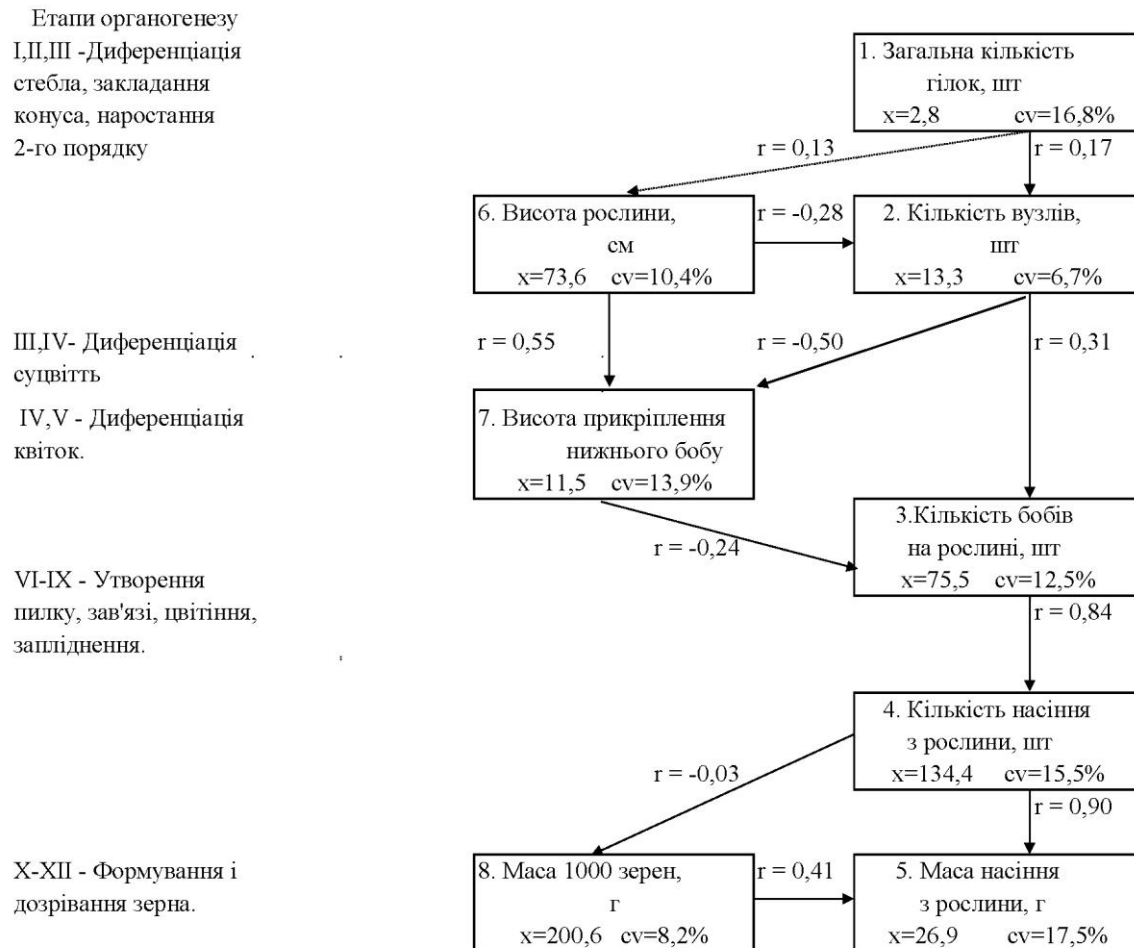 Етапи органогенезу
I,II,III -Диференціація
стебла, закладання
конуса, наростання
2-го порядку
1. Загальна кількість
гілок, шт
x=2,8 cv=16,8%
r = 0,13
r = 0,17
6. Висота рослини,
см
x=73,6 cv=10,4%
r = -0,28
2. Кількість вузлів,
шт
x=13,3 cv=6,7%
III,IV- Диференціація
суцвітть
r = 0,55
r = -0,50
r = 0,31
IV,V - Диференціація
квіток.
7. Висота прикріплення
нижнього бобу
x=11,5 cv=13,9%
r = -0,24
3.Кількість бобів
на рослині, шт
x=75,5 cv=12,5%
VI-IX - Утворення
пилку, зав'язі, цвітіння,
запліднення.
r = 0,84
4. Кількість насіння
з рослини, шт
x=134,4 cv=15,5%
r = -0,03
r = 0,90
X-XII - Формування і
дозрівання зерна.
8. Маса 1000 зерен,
г
x=200,6 cv=8,2%
r = 0,41
5. Маса насіння
з рослини, г
x=26,9 cv=17,5%